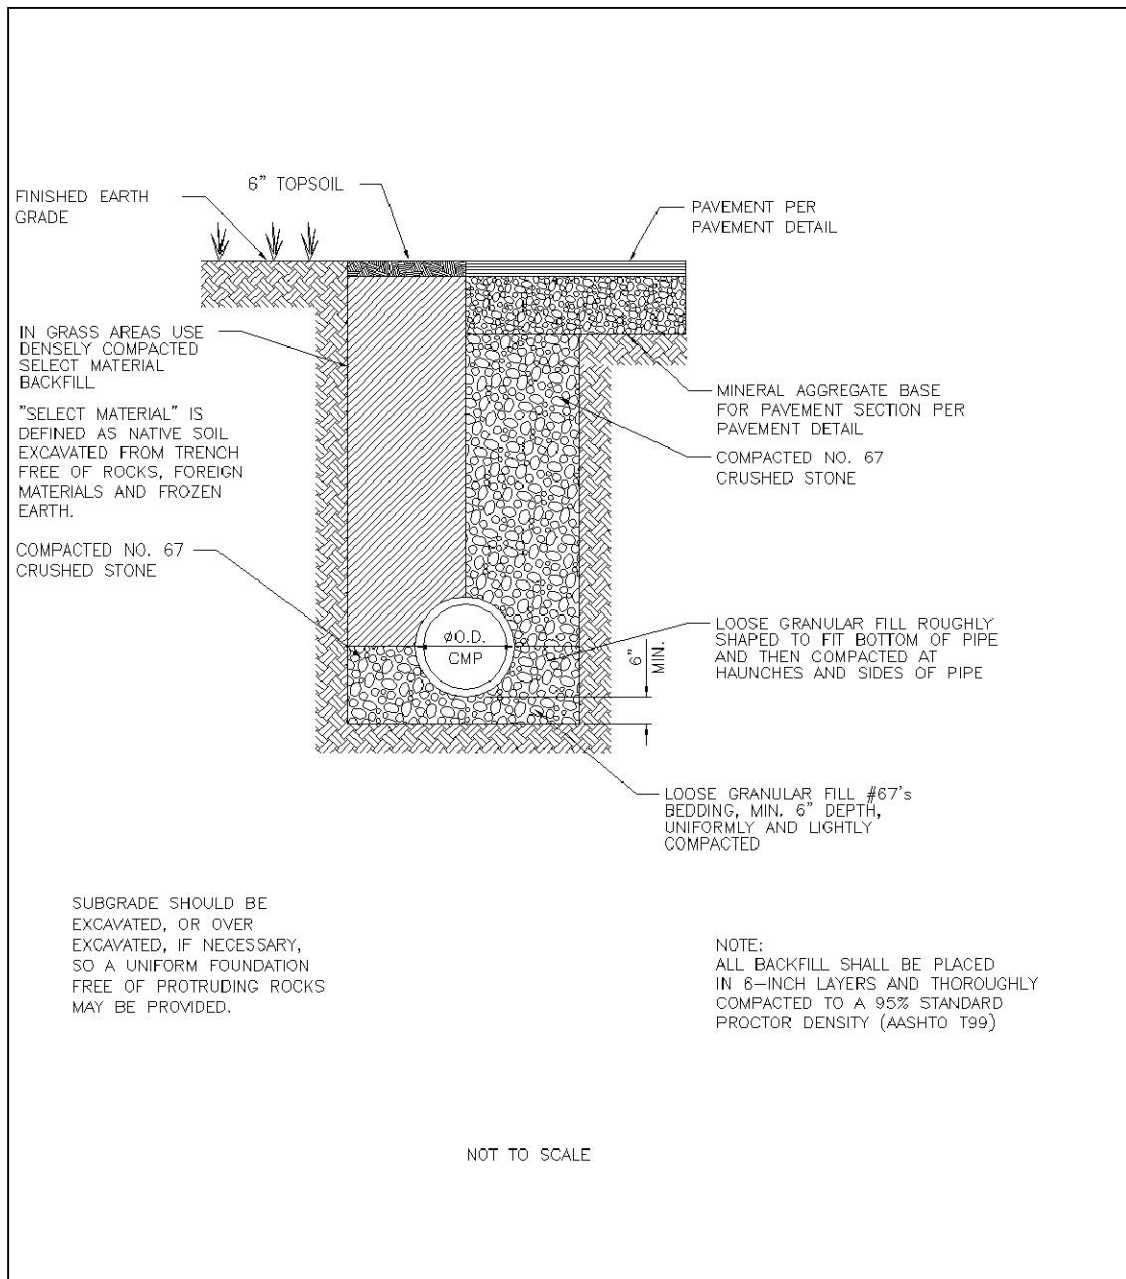 6" TOPSOIL
FINISHED EARTH
GRADE
PAVEMENT PER
PAVEMENT DETAIL
IN GRASS AREAS USE
DENSELY COMPACTED
SELECT MATERIAL
BACKFILL
"SELECT MATERIAL" IS
DEFINED AS NATIVE SOIL
EXCAVATED FROM TRENCH
FREE OF ROCKS, FOREIGN
MATERIALS AND FROZEN
EARTH.
COMPACTED NO. 67
CRUSHED STONE
MINERAL AGGREGATE BASE
FOR PAVEMENT SECTION PER
PAVEMENT DETAIL
COMPACTED NO. 67
CRUSHED STONE
øO.D.
CMP
6"
MIN.
LOOSE GRANULAR FILL ROUGHLY
SHAPED TO FIT BOTTOM OF PIPE
AND THEN COMPACTED AT
HAUNCHES AND SIDES OF PIPE
LOOSE GRANULAR FILL #67's
BEDDING, MIN. 6" DEPTH,
UNIFORMLY AND LIGHTLY
COMPACTED
SUBGRADE SHOULD BE
EXCAVATED, OR OVER
EXCAVATED, IF NECESSARY,
SO A UNIFORM FOUNDATION
FREE OF PROTRUDING ROCKS
MAY BE PROVIDED.
NOTE:
ALL BACKFILL SHALL BE PLACED
IN 6-INCH LAYERS AND THOROUGHLY
COMPACTED TO A 95% STANDARD
PROCTOR DENSITY (AASHTO T99)
NOT TO SCALE